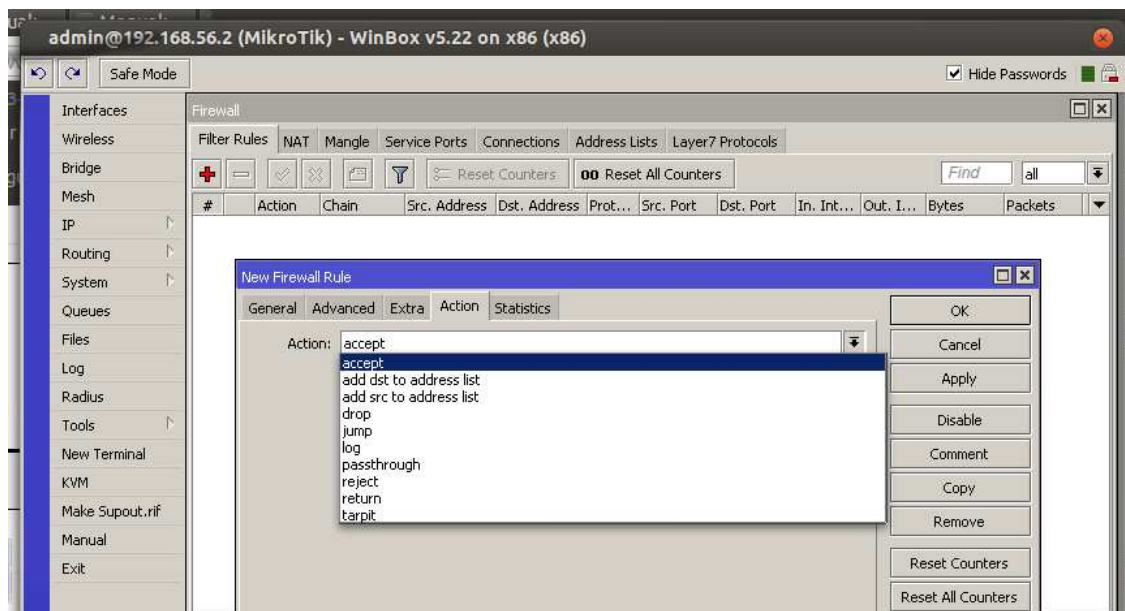 admin@192.168.56.2 (MikroTik) - WinBox v5.22 on x86 (x86)
Safe Mode
Hide Passwords
Interfaces
Wireless
Bridge
Mesh
IP
Routing
System
Queues
Files
Log
Radius
Tools
New Terminal
KVM
Make Supout.rif
Manual
Exit
Firewall
Filter Rules NAT Mangle Service Ports Connections Address Lists Layer7 Protocols
Reset Counters 00 Reset All Counters Find all
# Action Chain Src. Address Dst. Address Prot... Src. Port Dst. Port In. Int... Out. I... Bytes Packets
New Firewall Rule
General Advanced Extra Action Statistics
Action: accept
accept
add dst to address list
add src to address list
drop
jump
log
passthrough
reject
return
tarpit
OK
Cancel
Apply
Disable
Comment
Copy
Remove
Reset Counters
Reset All Counters